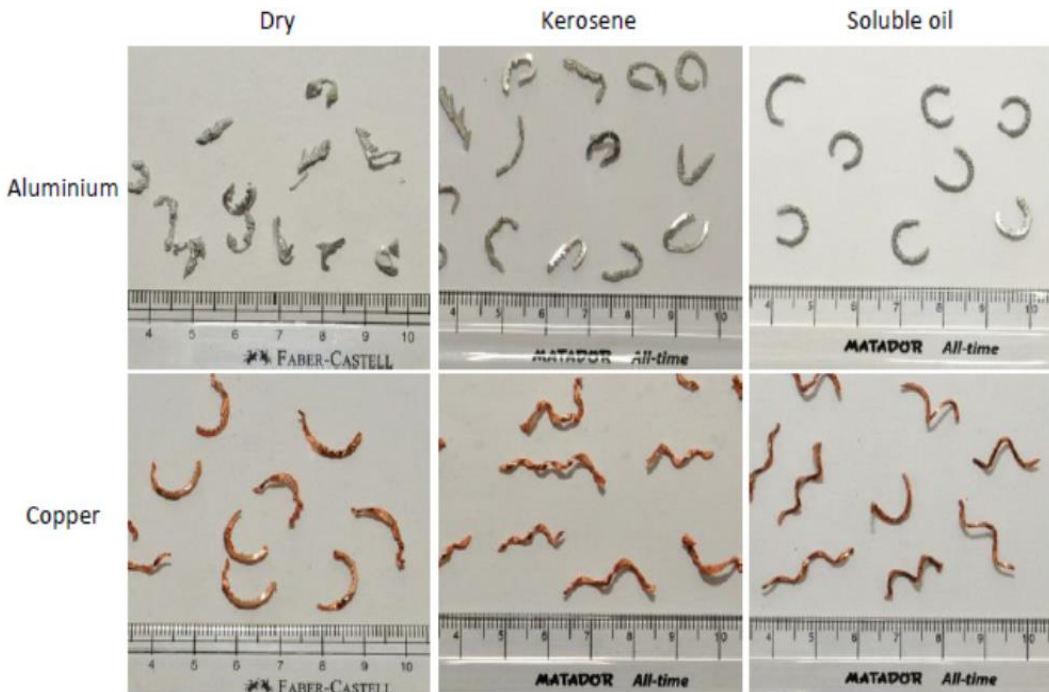 Dry Kerosene Soluble oil
Aluminium
4 5 6 7 8 9 10
FABER-CASTELL
4 5 6 7 8 9 10
MATADOR All-time
4 5 6 7 8 9 10
MATADOR All-time
Copper
4 5 6 7 8 9 10
FABER-CASTELL
4 5 6 7 8 9 10
MATADOR All-time
4 5 6 7 8 9 10
MATADOR All-time